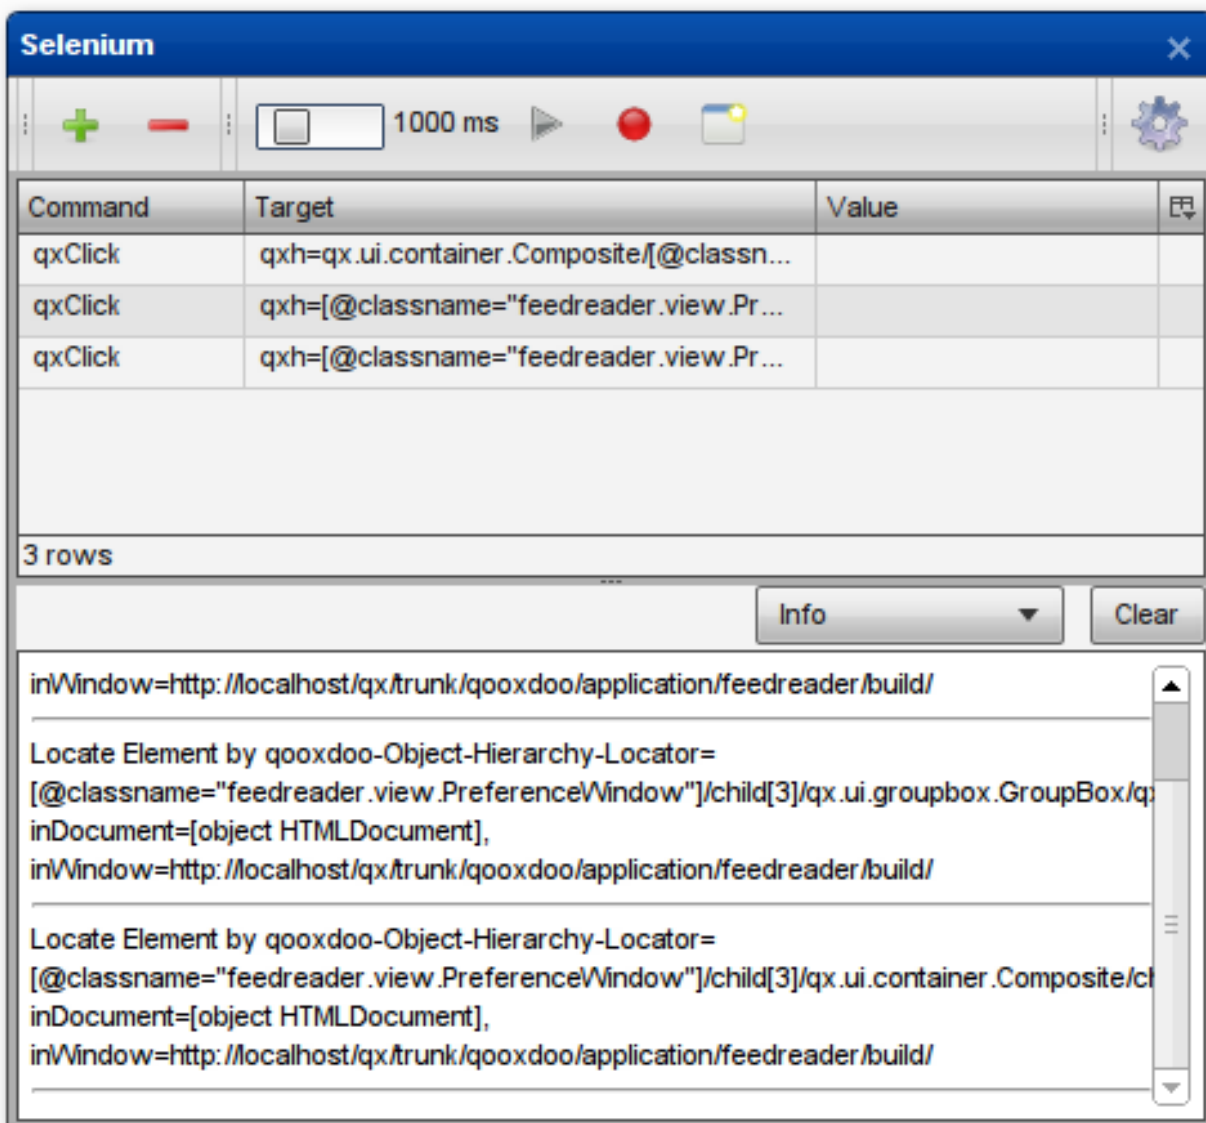 Selenium
1000 ms
Command Target Value
qxClick qxh=qx.ui.container.Composite/[@classn...
qxClick qxh=[@classname="feedreader.view.Pr...
qxClick qxh=[@classname="feedreader.view.Pr...
3 rows
Info Clear
inWindow=http://localhost/qx/trunk/qooxdoo/application/feedreader/build/
Locate Element by qooxdoo-Object-Hierarchy-Locator=
[@classname="feedreader.view.PreferenceWindow"]/child[3]/qx.ui.groupbox.GroupBox/qx
inDocument=[object HTMLDocument],
inWindow=http://localhost/qx/trunk/qooxdoo/application/feedreader/build/
Locate Element by qooxdoo-Object-Hierarchy-Locator=
[@classname="feedreader.view.PreferenceWindow"]/child[3]/qx.ui.container.Composite/ch
inDocument=[object HTMLDocument],
inWindow=http://localhost/qx/trunk/qooxdoo/application/feedreader/build/